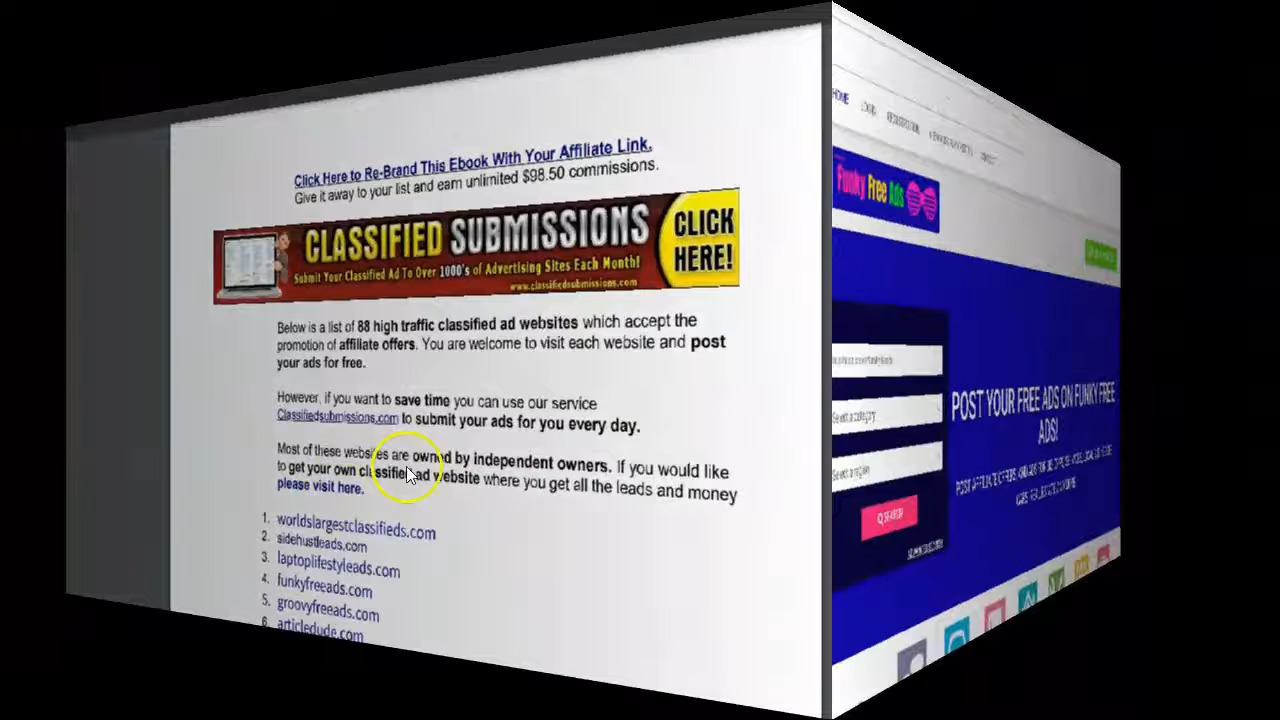 Click Here to Re-Brand This Ebook With Your Affiliate Link.
Give it away to your list and earn unlimited $98.50 commissions.
CLASSIFIED SUBMISSIONS
CLICK HERE!
Submit Your Classified Ad To Over 1000's of Advertising Sites Each Month!
www.classifiedsubmissions.com
Below is a list of 88 high traffic classified ad websites which accept the
promotion of affiliate offers. You are welcome to visit each website and post
your ads for free.
However, if you want to save time you can use our service
Classifiedsubmissions.com to submit your ads for you every day.
Most of these websites are owned by independent owners. If you would like
to get your own classified ad website where you get all the leads and money
please visit here.
1. worldslargestclassifieds.com
2. sidehustleads.com
3. laptoplifestyleads.com
4. funkyfreeads.com
5. groovyfreeads.com
6. articledude.com
HOME
LOGIN
REGISTRATION
CONTACT
Funky Free Ads
Select a category
Select a region
SEARCH
POST YOUR FREE ADS ON FUNKY FREE
ADS!